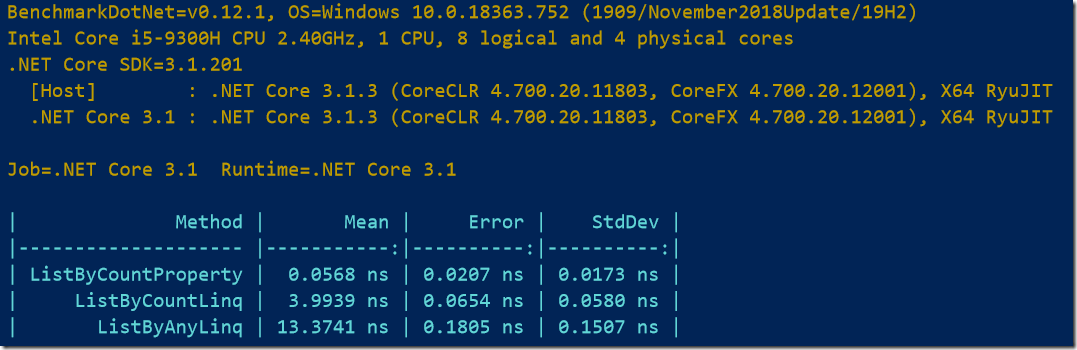 BenchmarkDotNet=v0.12.1, OS=Windows 10.0.18363.752 (1909/November2018Update/19H2)
Intel Core i5-9300H CPU 2.40GHz, 1 CPU, 8 logical and 4 physical cores
.NET Core SDK=3.1.201
  [Host]        : .NET Core 3.1.3 (CoreCLR 4.700.20.11803, CoreFX 4.700.20.12001), X64 RyuJIT
  .NET Core 3.1 : .NET Core 3.1.3 (CoreCLR 4.700.20.11803, CoreFX 4.700.20.12001), X64 RyuJIT
Job=.NET Core 3.1  Runtime=.NET Core 3.1
|              Method |       Mean |     Error |    StdDev |
|-------------------- |-----------:|----------:|----------:|
| ListByCountProperty |  0.0568 ns | 0.0207 ns | 0.0173 ns |
|     ListByCountLinq |  3.9939 ns | 0.0654 ns | 0.0580 ns |
|       ListByAnyLinq | 13.3741 ns | 0.1805 ns | 0.1507 ns |